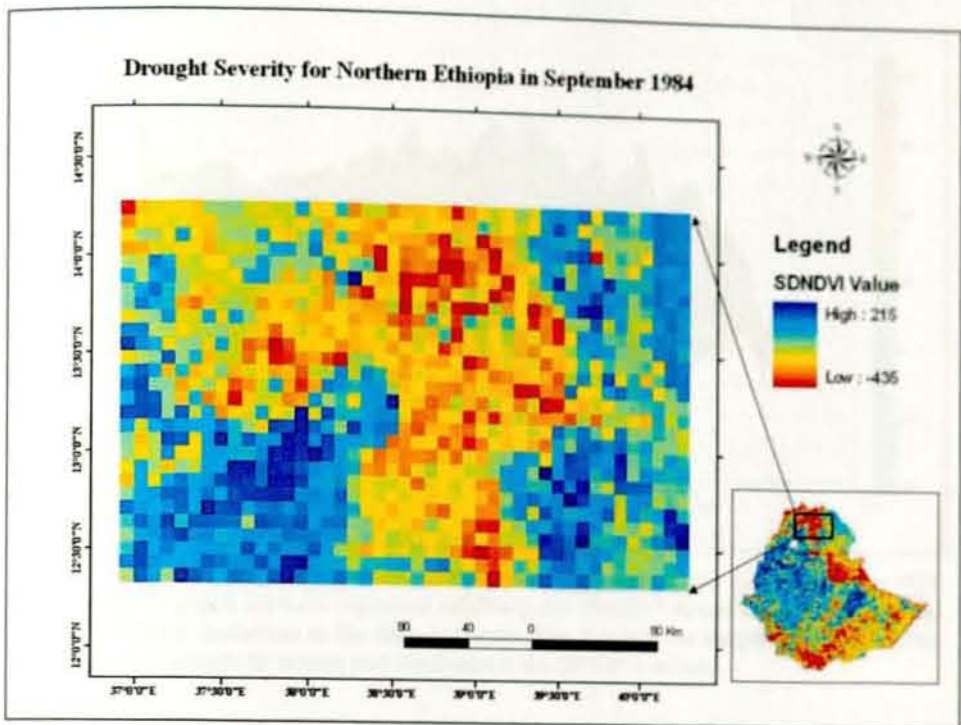 Drought Severity for Northern Ethiopia in September 1984
14°30'0"N
14°0'0"N
13°30'0"N
13°0'0"N
12°30'0"N
12°0'0"N
37°0'0"E
37°30'0"E
38°0'0"E
38°30'0"E
39°0'0"E
39°30'0"E
40°0'0"E
Legend
SDNDVI Value
High : 215
Low : -435
80 40 0 80 Km